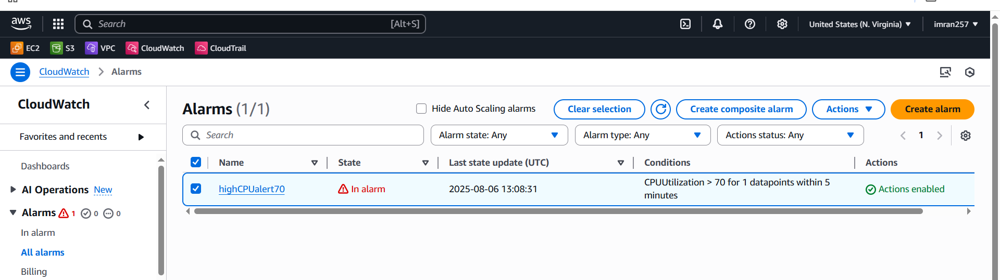 aws
Search [Alt+S]
United States (N. Virginia)
imran257
EC2 S3 VPC CloudWatch CloudTrail
CloudWatch Alarms
CloudWatch
Favorites and recents
Dashboards
AI Operations New
Alarms 1 0 0
In alarm
All alarms
Billing
Alarms (1/1)
Hide Auto Scaling alarms
Clear selection
Create composite alarm
Actions
Create alarm
Search
Alarm state: Any
Alarm type: Any
Actions status: Any
1
Name State Last state update (UTC) Conditions Actions
highCPUalert70 In alarm 2025-08-06 13:08:31 CPUUtilization > 70 for 1 datapoints within 5
minutes
Actions enabled